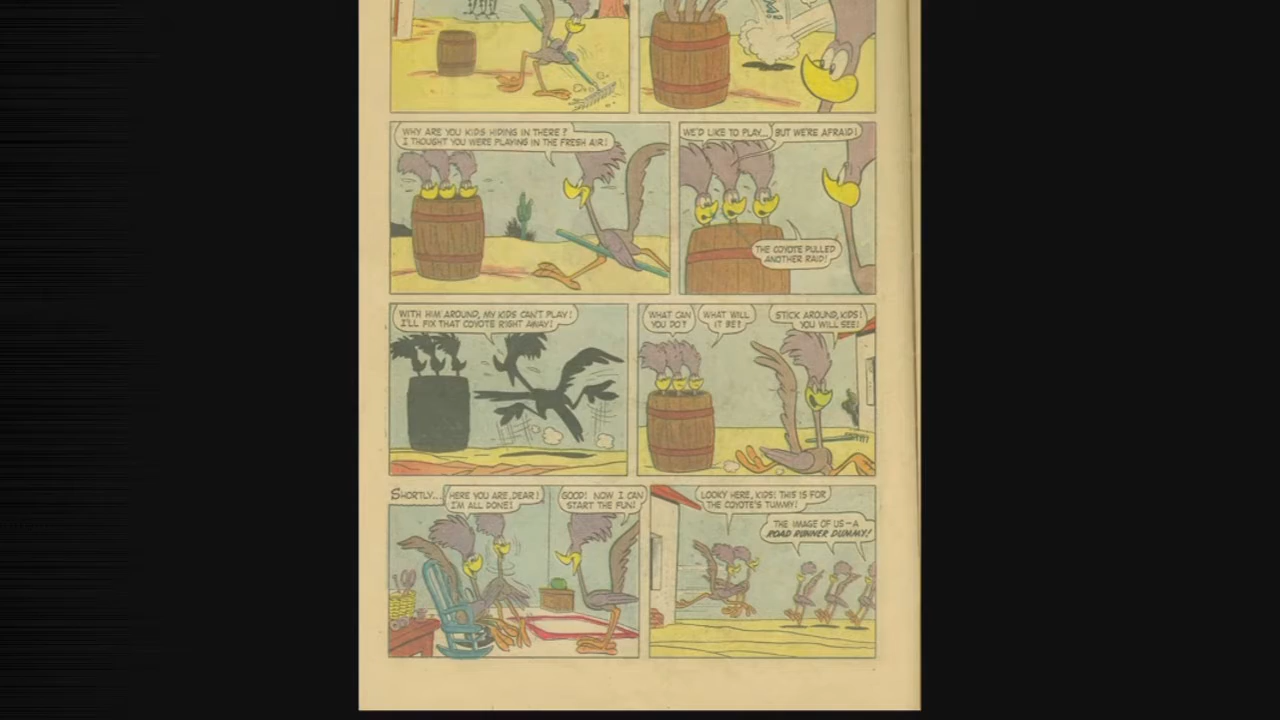 WHY ARE YOU KIDS HIDING IN THERE?
I THOUGHT YOU WERE PLAYING IN THE FRESH AIR!
WE'D LIKE TO PLAY...
BUT WE'RE AFRAID!
THE COYOTE PULLED
ANOTHER RAID!
WITH HIM AROUND, MY KIDS CAN'T PLAY!
I'LL FIX THAT COYOTE RIGHT AWAY!
WHAT CAN
YOU DO?
WHAT WILL
IT BE?
STICK AROUND, KIDS!
YOU WILL SEE!
SHORTLY...
HERE YOU ARE, DEAR!
I'M ALL DONE!
GOOD! NOW I CAN
START THE FUN!
LOOKY HERE, KIDS! THIS IS FOR
THE COYOTE'S TUMMY!
THE IMAGE OF US—A
ROAD RUNNER DUMMY!